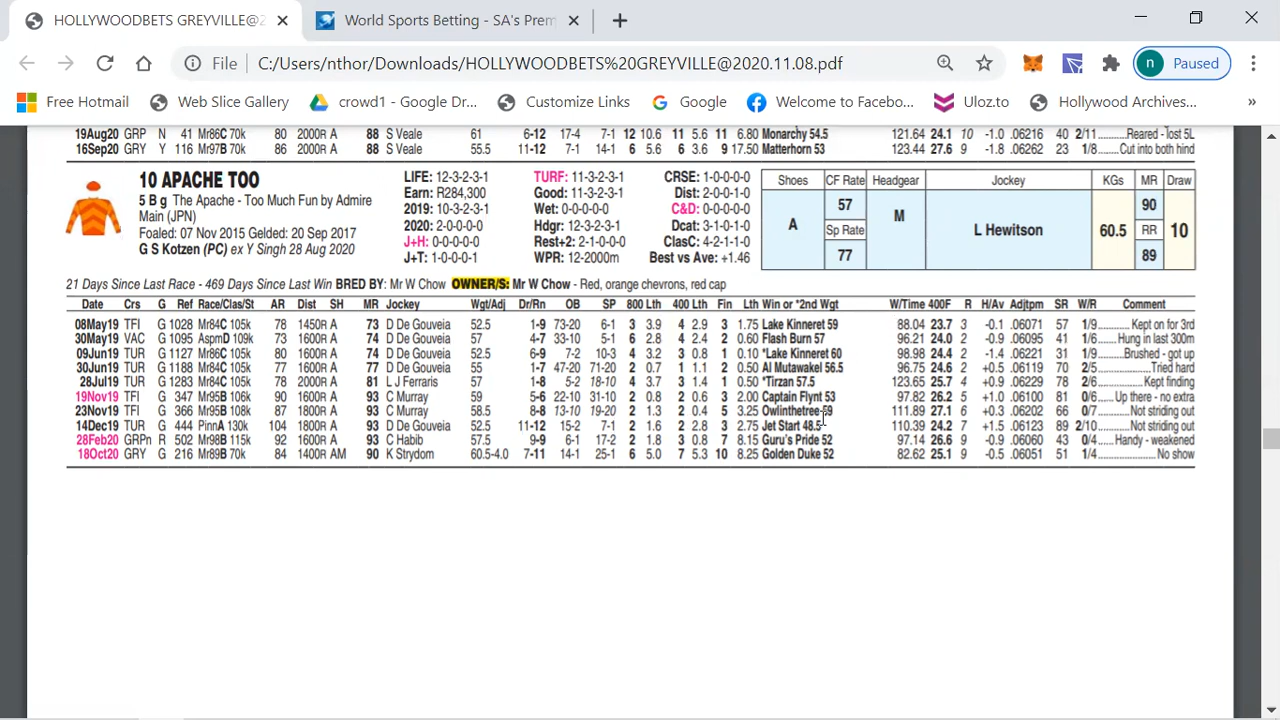 HOLLYWOODBETS GREYVILLE@2
World Sports Betting - SA's Prem
File C:/Users/nthor/Downloads/HOLLYWOODBETS%20GREYVILLE@2020.11.08.pdf
n Paused
Free Hotmail Web Slice Gallery crowd1 - Google Dr... Customize Links Google Welcome to Facee... Uloz.to Hollywood Archives... »
19Aug20 GRP N 41 Mr86C 70k 80 2000R A 88 S Veale 61 6-12 17-4 7-1 12 10.6 11 5.6 11 6.80 Monarchy 54.5 121.64 24.1 10 -1.0 .06216 40 2/11 Reared - lost 5L
16Sep20 GRY Y 116 Mr97B 70k 86 2000R A 88 S Veale 55.5 11-12 7-1 14-1 6 5.6 6 3.6 9 17.50 Matterhorn 53 123.44 27.6 9 -1.8 .06262 23 1/8 Cut into both hind
10 APACHE TOO
5 B g The Apache - Too Much Fun by Admire
Main (JPN)
Foaled: 07 Nov 2015 Gelded: 20 Sep 2017
G S Kotzen (PC) ex Y Singh 28 Aug 2020
LIFE: 12-3-2-3-1 TURF: 11-3-2-3-1 CRSE: 1-0-0-0-0
Earn: R284,300 Good: 11-3-2-3-1 Dist: 2-0-0-1-0
2019: 10-3-2-3-1 Wet: 0-0-0-0-0 C&D: 0-0-0-0-0
2020: 2-0-0-0-0 Hdgr: 12-3-2-3-1 Dcat: 3-1-0-1-0
J+H: 0-0-0-0-0 Rest+2: 2-1-0-0-0 ClasC: 4-2-1-1-0
J+T: 1-0-0-0-1 WPR: 12-2000m Best vs Ave: +1.46
Shoes CF Rate Headgear Jockey KGs MR Draw
A 57 M L Hewitson 60.5 90 10
Sp Rate RR
77 89
21 Days Since Last Race - 469 Days Since Last Win BRED BY: Mr W Chow OWNER/S: Mr W Chow - Red, orange chevrons, red cap
Date Crs Ref Race/Clas/St AR Dist SH MR Jockey Wgt/Adj Dr/Rn OB SP 800 Lth 400 Lth Fin Lth Win or *2nd Wgt W/Time 400F R H/Av Adjtpm SR W/R Comment
08May19 TFI G 1028 Mr84C 105k 78 1450R A 73 D De Gouveia 52.5 1-9 73-20 6-1 3 3.9 4 2.9 3 1.75 Lake Kinneret 59 88.04 23.7 3 -0.1 .06071 57 1/9 Kept on for 3rd
30May19 VAC G 1095 AspmD 109k 73 1600R A 74 D De Gouveia 57 4-7 33-10 5-1 6 2.8 4 2.4 2 0.60 Flash Burn 57 96.21 24.0 2 -0.9 .06095 41 1/6 Hung in last 300m
09Jun19 TUR G 1127 Mr86C 105k 80 1600R A 74 D De Gouveia 52.5 6-9 7-2 10-3 4 3.2 3 0.8 1 0.10 *Lake Kinneret 60 98.98 24.4 2 -1.4 .06221 31 1/9 Brushed - got up
30Jun19 TUR G 1188 Mr86C 105k 77 1600R A 74 D De Gouveia 55 1-7 47-20 71-20 2 0.7 1 1.1 2 0.50 Al Mutawakel 56.5 96.75 24.6 2 +0.5 .06119 70 2/5 Tried hard
28Jul19 TUR G 1283 Mr84C 105k 78 2000R A 81 L J Ferraris 57 1-8 5-2 18-10 4 3.7 3 1.4 1 0.50 *Tirzan 57.5 123.65 25.7 4 +0.9 .06229 78 2/6 Kept finding
19Nov19 TFI G 347 Mr95B 106k 90 1600R A 93 C Murray 59 5-6 22-10 31-10 2 0.8 2 0.6 3 2.00 Captain Flynt 53 97.82 26.2 5 +1.0 .06100 81 0/6 Up there - no extra
23Nov19 TFI G 366 Mr95B 108k 87 1800R A 93 C Murray 58.5 8-8 13-10 19-20 2 1.3 2 0.4 5 3.25 Owlinthetree 59 111.89 27.1 6 +0.3 .06202 66 0/7 Not striding out
14Dec19 TUR G 444 PinnA 130k 104 1800R A 93 D De Gouveia 52.5 11-12 15-2 7-1 2 1.6 2 2.8 3 2.75 Jet Start 48.5 110.39 24.2 7 +1.5 .06123 89 2/10 Not striding out
28Feb20 GRPn R 502 Mr98B 115k 92 1600R A 93 C Habib 57.5 9-9 6-1 17-2 2 1.8 3 0.8 7 8.15 Guru's Pride 52 97.14 26.6 9 -0.9 .06060 43 0/4 Handy - weakened
18Oct20 GRY G 216 Mr89B 70k 84 1400R AM 90 K Strydom 60.5-4.0 7-11 14-1 25-1 6 5.0 7 5.3 10 8.25 Golden Duke 52 82.62 25.1 9 -0.5 .06051 51 1/4 No show